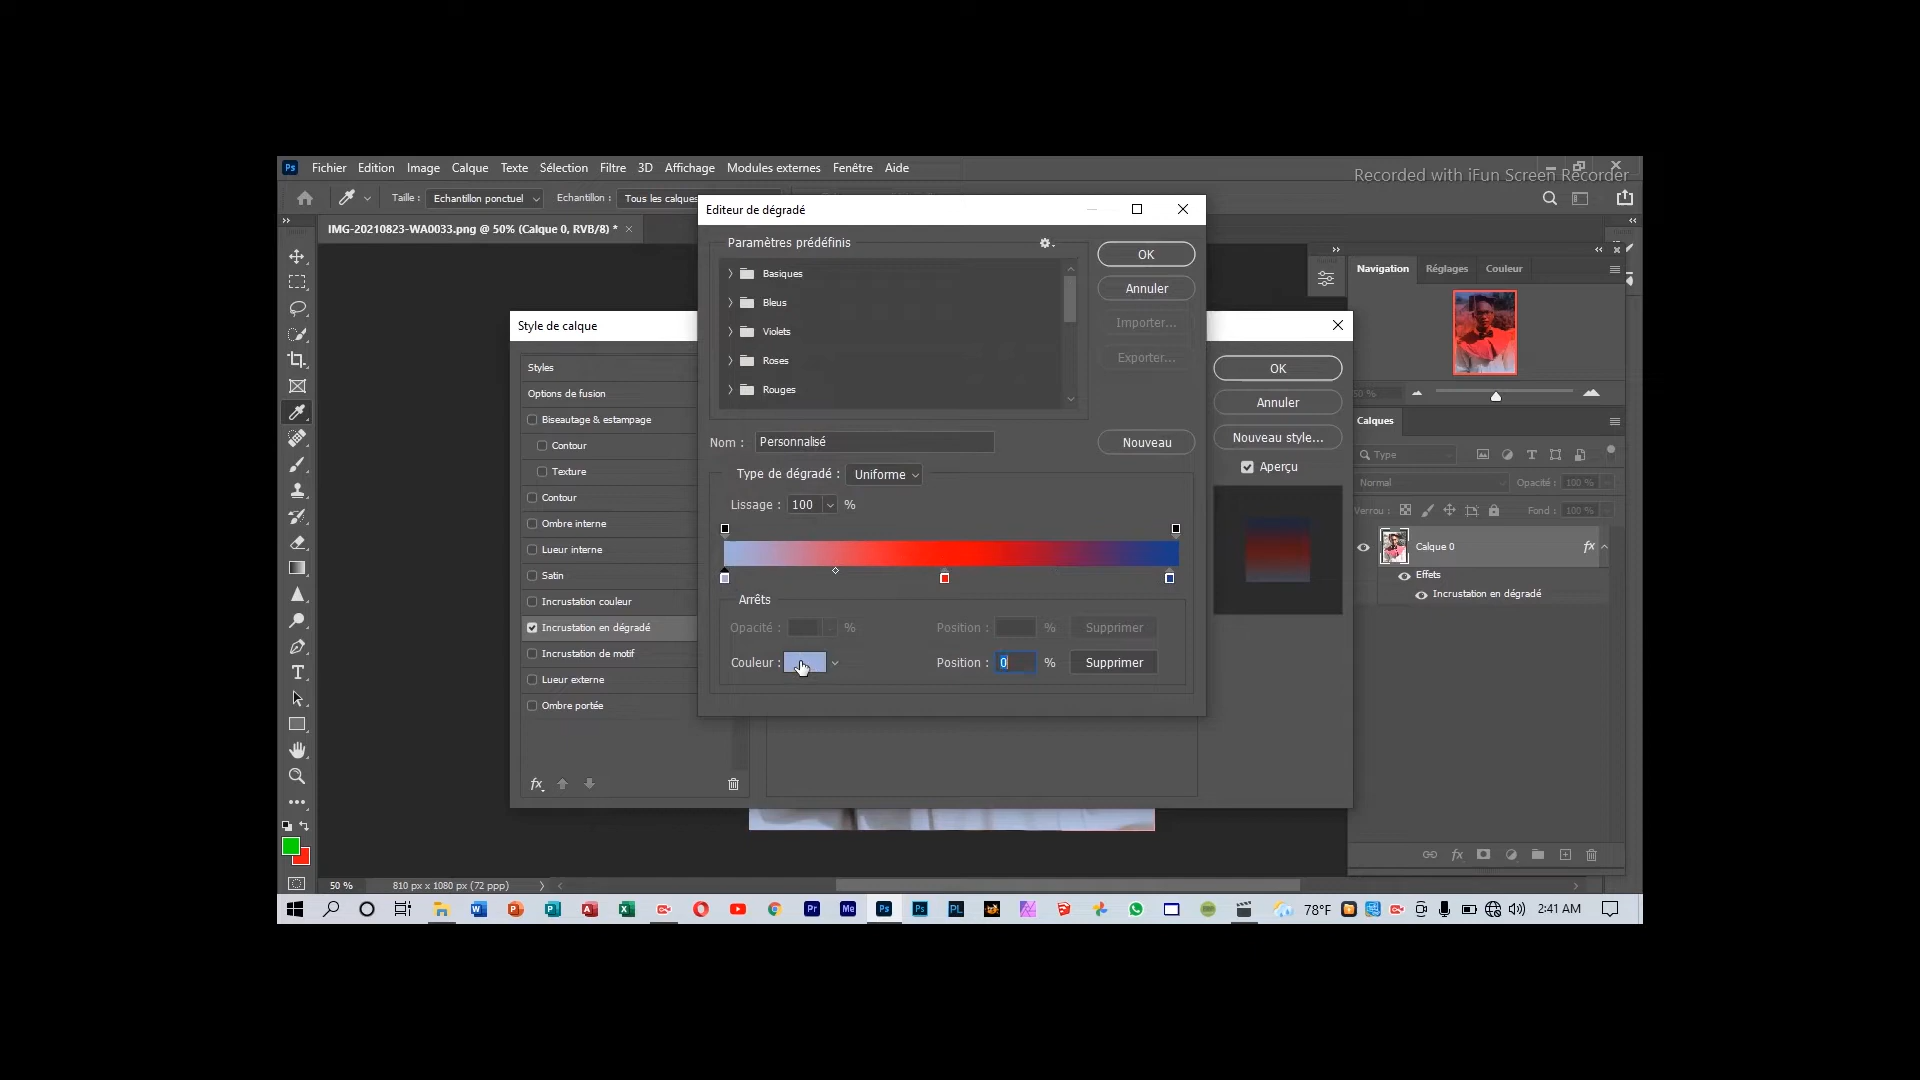 Fichier Edition Image Calque Texte Sélection Filtre 3D Affichage Modules externes Fenêtre Aide
Recorded with iFun Screen Recorder
Taille : Echantillon ponctuel Echantillon : Tous les calques
IMG-20210823-WA0033.png @ 50% (Calque 0, RVB/8) *
Editeur de dégradé
Paramètres prédéfinis
Basiques
Bleus
Violets
Roses
Rouges
OK
Annuler
Importer...
Exporter...
Nom : Personnalisé
Nouveau
Type de dégradé : Uniforme
Lissage : 100 %
Arrêts
Opacité : % Position : % Supprimer
Couleur : Position : 0 % Supprimer
Style de calque
Styles
Options de fusion
Biseautage & estampage
Contour
Texture
Contour
Ombre interne
Lueur interne
Satin
Incrustation couleur
Incrustation en dégradé
Incrustation de motif
Lueur externe
Ombre portée
fx
OK
Annuler
Nouveau style...
Aperçu
Navigation Réglages Couleur
50 %
Calques
Type
Normal Opacité : 100 %
Verrou : Fond : 100 %
Calque 0 fx
Effets
Incrustation en dégradé
fx
50 % 810 px x 1080 px (72 ppp)
78°F 2:41 AM